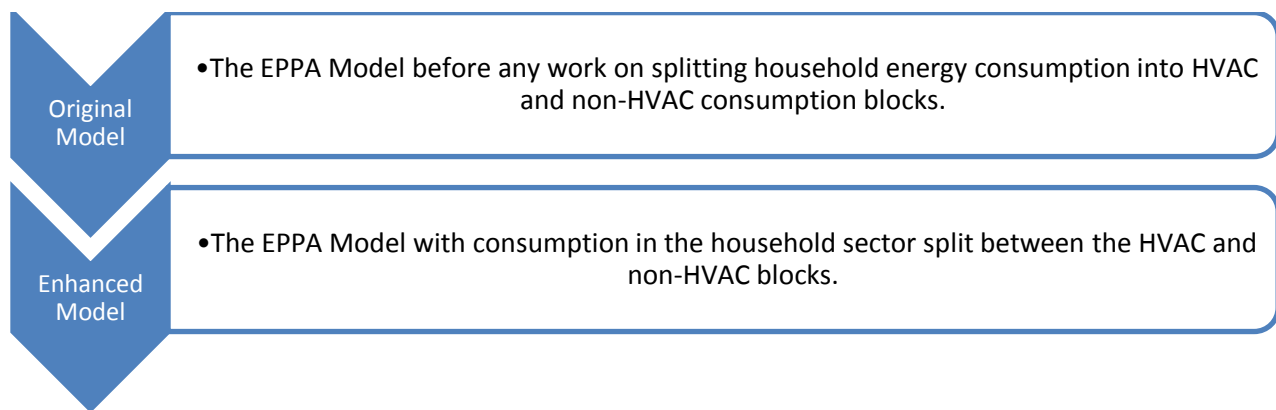 Original
Model
•The EPPA Model before any work on splitting household energy consumption into HVAC
and non-HVAC consumption blocks.
Enhanced
Model
•The EPPA Model with consumption in the household sector split between the HVAC and
non-HVAC blocks.